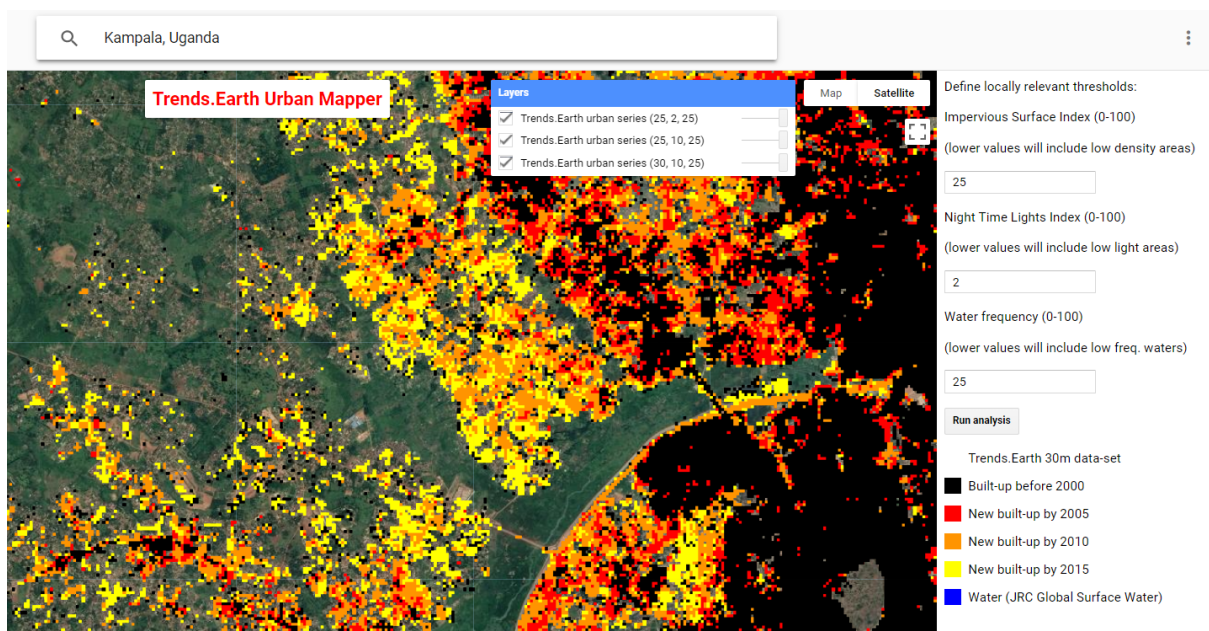 Kampala, Uganda
Trends.Earth Urban Mapper
Layers
Trends.Earth urban series (25, 2, 25)
Trends.Earth urban series (25, 10, 25)
Trends.Earth urban series (30, 10, 25)
Map Satellite
Define locally relevant thresholds:
Impervious Surface Index (0-100)
(lower values will include low density areas)
25
Night Time Lights Index (0-100)
(lower values will include low light areas)
2
Water frequency (0-100)
(lower values will include low freq. waters)
25
Run analysis
Trends.Earth 30m data-set
Built-up before 2000
New built-up by 2005
New built-up by 2010
New built-up by 2015
Water (JRC Global Surface Water)